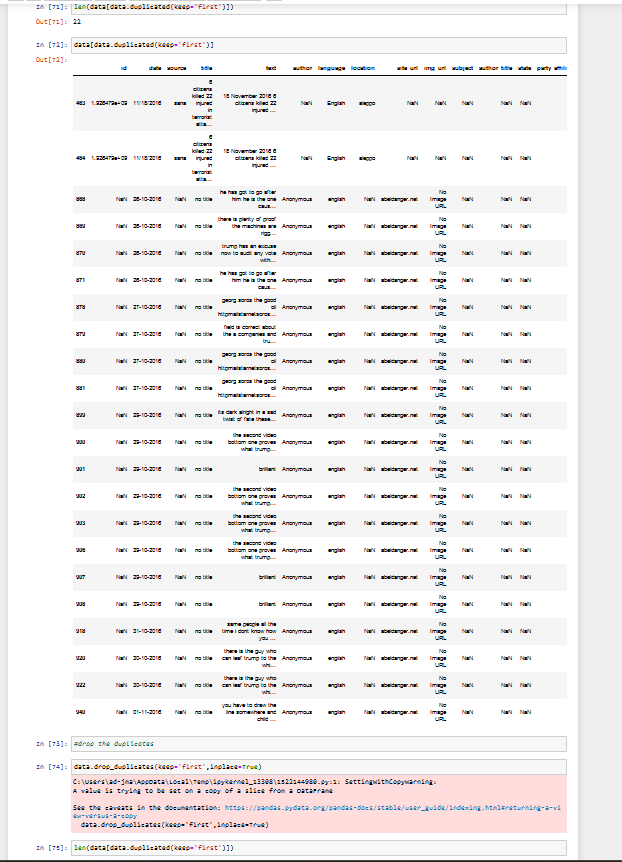 In [71]: len(data[data.duplicated(keep='first')])
Out[71]: 22
In [72]: data[data.duplicated(keep='first')]
Out[72]:
id date source title text author language location site url img url subject author title state party affili
463 1.326479e+09 11/18/2016 sana 6 citizens killed 22 injured in terrorist atta... 18 November 2016 6 citizens killed 22 injured .... NaN English aleppo NaN NaN NaN NaN NaN
464 1.326479e+09 11/18/2016 sana 6 citizens killed 22 injured in terrorist atta... 18 November 2016 6 citizens killed 22 injured .... NaN English aleppo NaN NaN NaN NaN NaN
868 NaN 26-10-2016 NaN no title he has got to go after him he is the one caus... Anonymous english NaN abeldanger.net No Image URL NaN NaN NaN
869 NaN 26-10-2016 NaN no title there is plenty of proof the machines are rigg... Anonymous english NaN abeldanger.net No Image URL NaN NaN NaN
870 NaN 26-10-2016 NaN no title trump has an excuse now to audit any vote with... Anonymous english NaN abeldanger.net No Image URL NaN NaN NaN
871 NaN 26-10-2016 NaN no title he has got to go after him he is the one caus... Anonymous english NaN abeldanger.net No Image URL NaN NaN NaN
878 NaN 27-10-2016 NaN no title georg soros the good oil NaN Anonymous english NaN abeldanger.net No Image URL NaN NaN NaN
879 NaN 27-10-2016 NaN no title field is correct about the a companies and tru... Anonymous english NaN abeldanger.net No Image URL NaN NaN NaN
880 NaN 27-10-2016 NaN no title georg soros the good oil Anonymous english NaN abeldanger.net No Image URL NaN NaN NaN
881 NaN 27-10-2016 NaN no title georg soros the good oil Anonymous english NaN abeldanger.net No Image URL NaN NaN NaN
899 NaN 29-10-2016 NaN no title its dark alright in a sad twist of fate these... Anonymous english NaN abeldanger.net No Image URL NaN NaN NaN
900 NaN 29-10-2016 NaN no title the second video bottom one proves what trump... Anonymous english NaN abeldanger.net No Image URL NaN NaN NaN
901 NaN 29-10-2016 NaN no title brilliant Anonymous english NaN abeldanger.net No Image URL NaN NaN NaN
902 NaN 29-10-2016 NaN no title the second video bottom one proves what trump... Anonymous english NaN abeldanger.net No Image URL NaN NaN NaN
903 NaN 29-10-2016 NaN no title the second video bottom one proves what trump... Anonymous english NaN abeldanger.net No Image URL NaN NaN NaN
906 NaN 29-10-2016 NaN no title the second video bottom one proves what trump... Anonymous english NaN abeldanger.net No Image URL NaN NaN NaN
907 NaN 29-10-2016 NaN no title brilliant Anonymous english NaN abeldanger.net No Image URL NaN NaN NaN
908 NaN 29-10-2016 NaN no title brilliant Anonymous english NaN abeldanger.net No Image URL NaN NaN NaN
918 NaN 31-10-2016 NaN no title same people all the time i dont know how you ... Anonymous english NaN abeldanger.net No Image URL NaN NaN NaN
920 NaN 30-10-2016 NaN no title there is the guy who can leaf trump to the whi... Anonymous english NaN abeldanger.net No Image URL NaN NaN NaN
922 NaN 30-10-2016 NaN no title there is the guy who can leaf trump to the whi... Anonymous english NaN abeldanger.net No Image URL NaN NaN NaN
940 NaN 01-11-2016 NaN no title you have to draw the line somewhere and child ... Anonymous english NaN abeldanger.net No Image URL NaN NaN NaN
In [73]: #drop the duplicates
In [74]: data.drop_duplicates(keep='first',inplace=True)
C:\Users\ad-jma\AppData\Local\Temp\ipykernel_13308\1522144980.py:1: SettingWithCopyWarning:
A value is trying to be set on a copy of a slice from a DataFrame
See the caveats in the documentation: https://pandas.pydata.org/pandas-docs/stable/user_guide/indexing.html#returning-a-vi
ew-versus-a-copy
data.drop_duplicates(keep='first',inplace=True)
In [75]: len(data[data.duplicated(keep='first')])